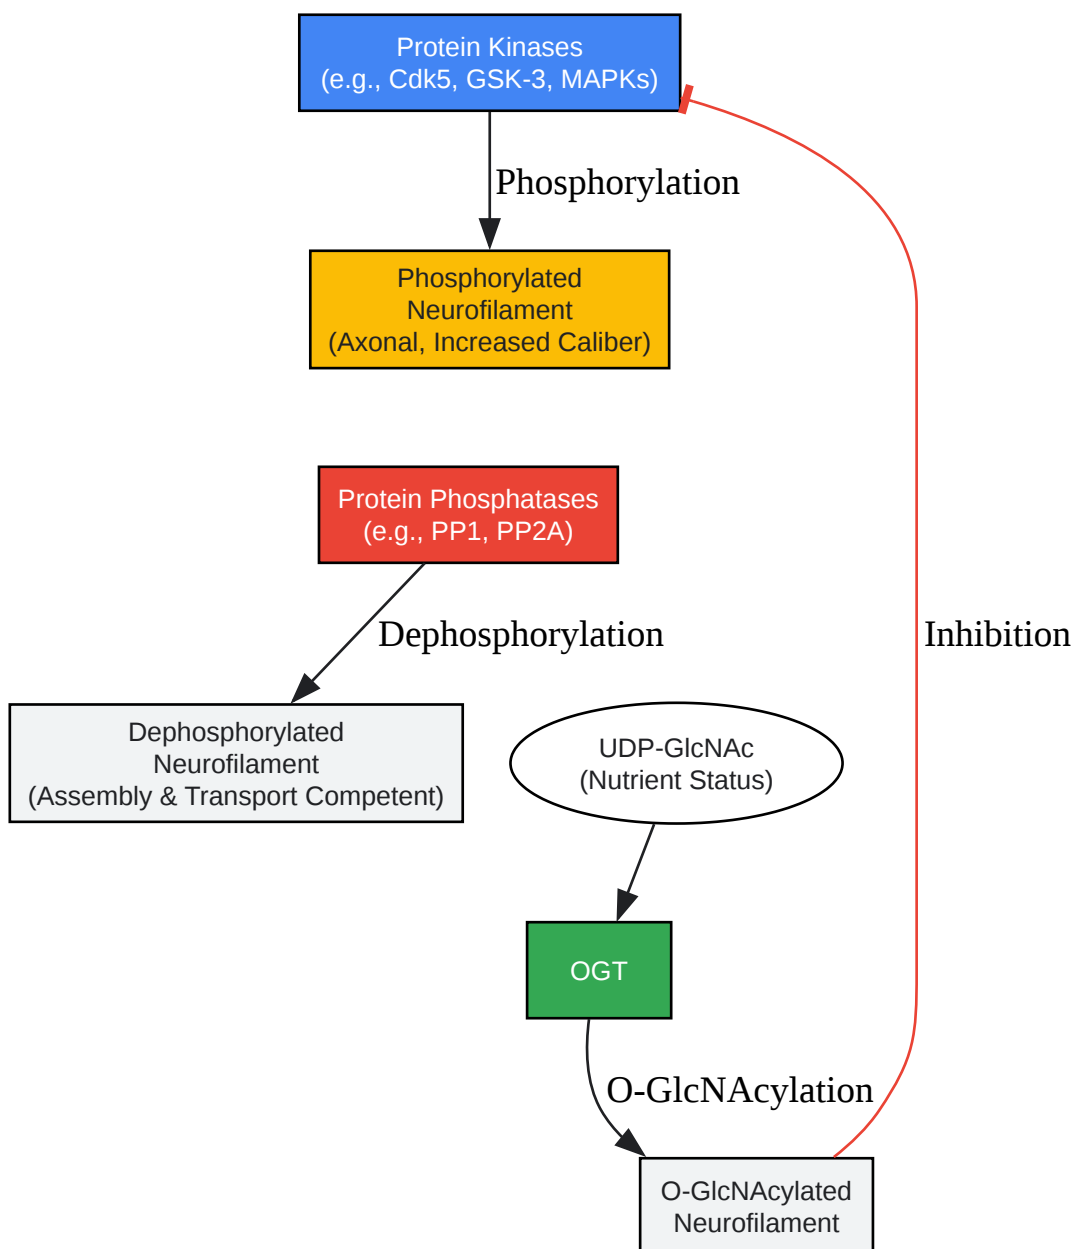 Protein Kinases
(e.g., Cdk5, GSK-3, MAPKs)
Phosphorylation
Phosphorylated
Neurofilament
(Axonal, Increased Caliber)
Protein Phosphatases
(e.g., PP1, PP2A)
Dephosphorylation
Inhibition
Dephosphorylated
Neurofilament
(Assembly & Transport Competent)
UDP-GlcNAc
(Nutrient Status)
OGT
O-GlcNAcylation
O-GlcNAcylated
Neurofilament